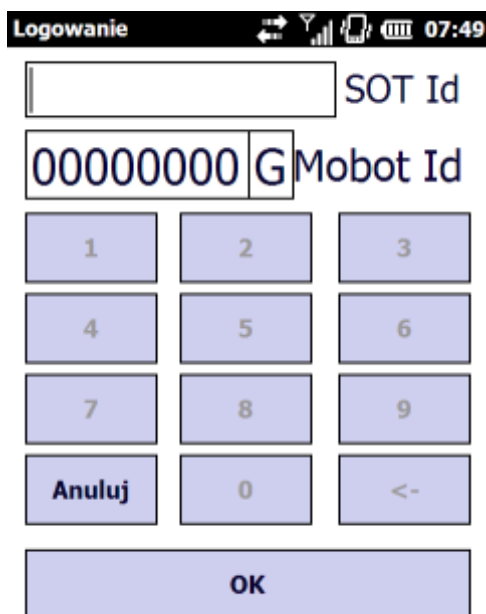 Logowanie 07:49
SOT Id
00000000 G Mobot Id
1 2 3
4 5 6
7 8 9
Anuluj 0 <-
OK